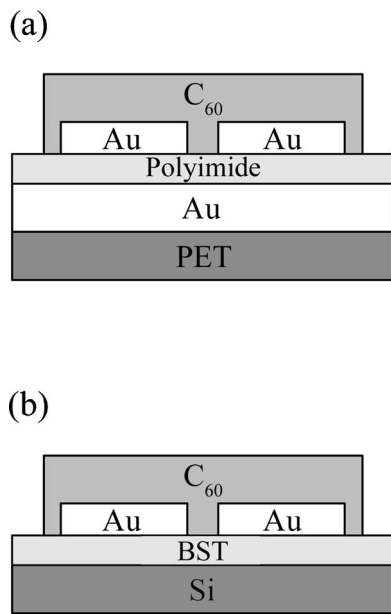 (a)
C₆₀
Au Au
Polyimide
Au
PET
(b)
C₆₀
Au Au
BST
Si